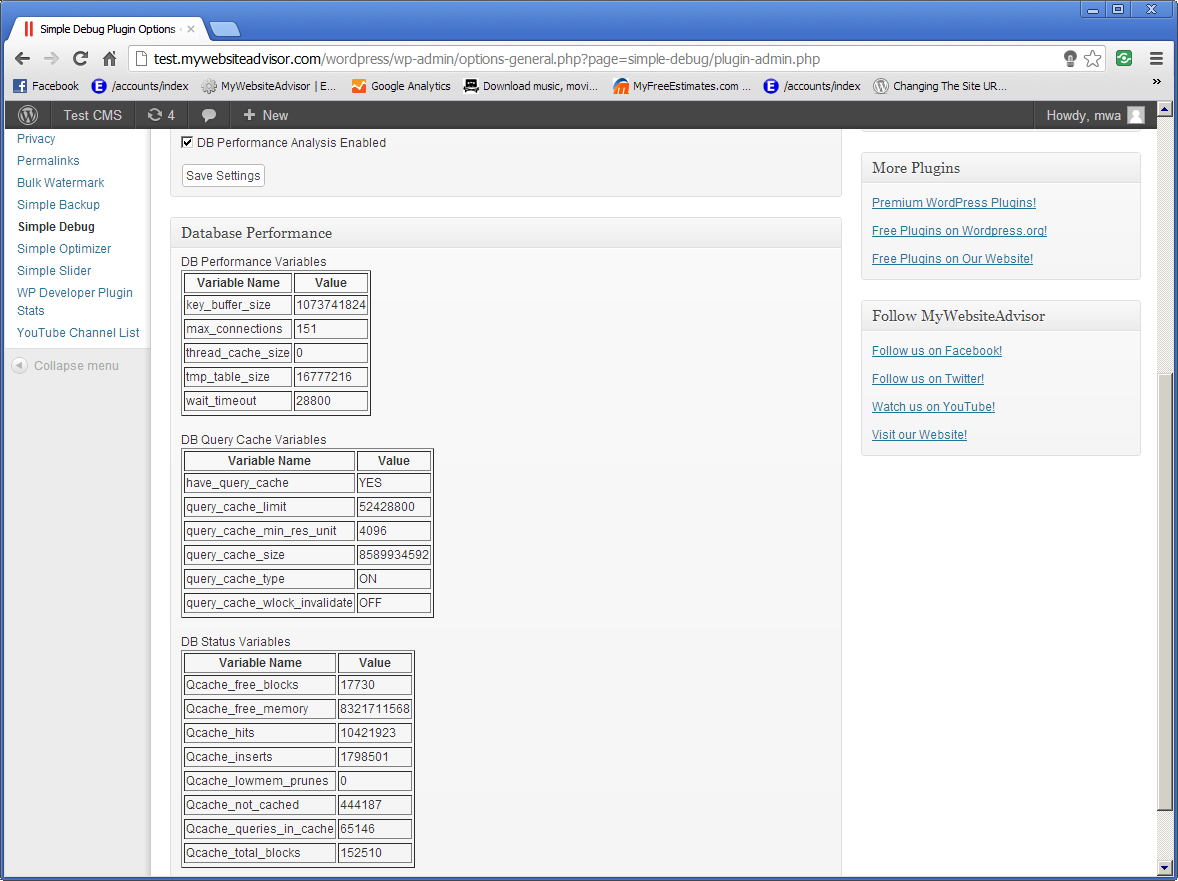 Simple Debug Plugin Options
test.mywebsiteadvisor.com/wordpress/wp-admin/options-general.php?page=simple-debug/plugin-admin.php
Facebook /accounts/index MyWebsiteAdvisor | E... Google Analytics Download music, movi... MyFreeEstimates.com ... /accounts/index Changing The Site UR... »
Test CMS 4 + New Howdy, mwa
Privacy
Permalinks
Bulk Watermark
Simple Backup
Simple Debug
Simple Optimizer
Simple Slider
WP Developer Plugin
Stats
YouTube Channel List
Collapse menu
DB Performance Analysis Enabled
Save Settings
Database Performance
DB Performance Variables
Variable Name Value
key_buffer_size 1073741824
max_connections 151
thread_cache_size 0
tmp_table_size 16777216
wait_timeout 28800
DB Query Cache Variables
Variable Name Value
have_query_cache YES
query_cache_limit 52428800
query_cache_min_res_unit 4096
query_cache_size 8589934592
query_cache_type ON
query_cache_wlock_invalidate OFF
DB Status Variables
Variable Name Value
Qcache_free_blocks 17730
Qcache_free_memory 8321711568
Qcache_hits 10421923
Qcache_inserts 1798501
Qcache_lowmem_prunes 0
Qcache_not_cached 444187
Qcache_queries_in_cache 65146
Qcache_total_blocks 152510
More Plugins
Premium WordPress Plugins!
Free Plugins on Wordpress.org!
Free Plugins on Our Website!
Follow MyWebsiteAdvisor
Follow us on Facebook!
Follow us on Twitter!
Watch us on YouTube!
Visit our Website!